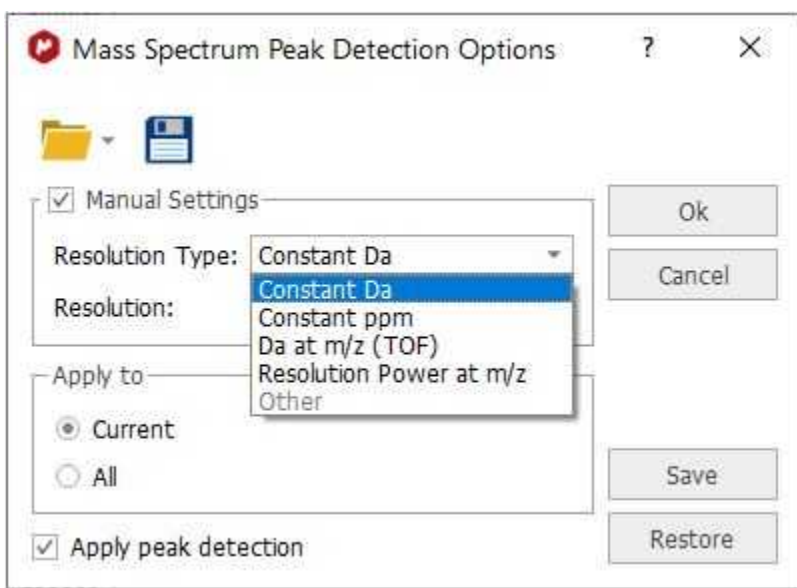 Mass Spectrum Peak Detection Options ?
Manual Settings
Ok
Resolution Type: Constant Da
Cancel
Constant Da
Resolution:
Constant ppm
Da at m/z (TOF)
Resolution Power at m/z
Other
Apply to
Current
All
Save
Apply peak detection
Restore